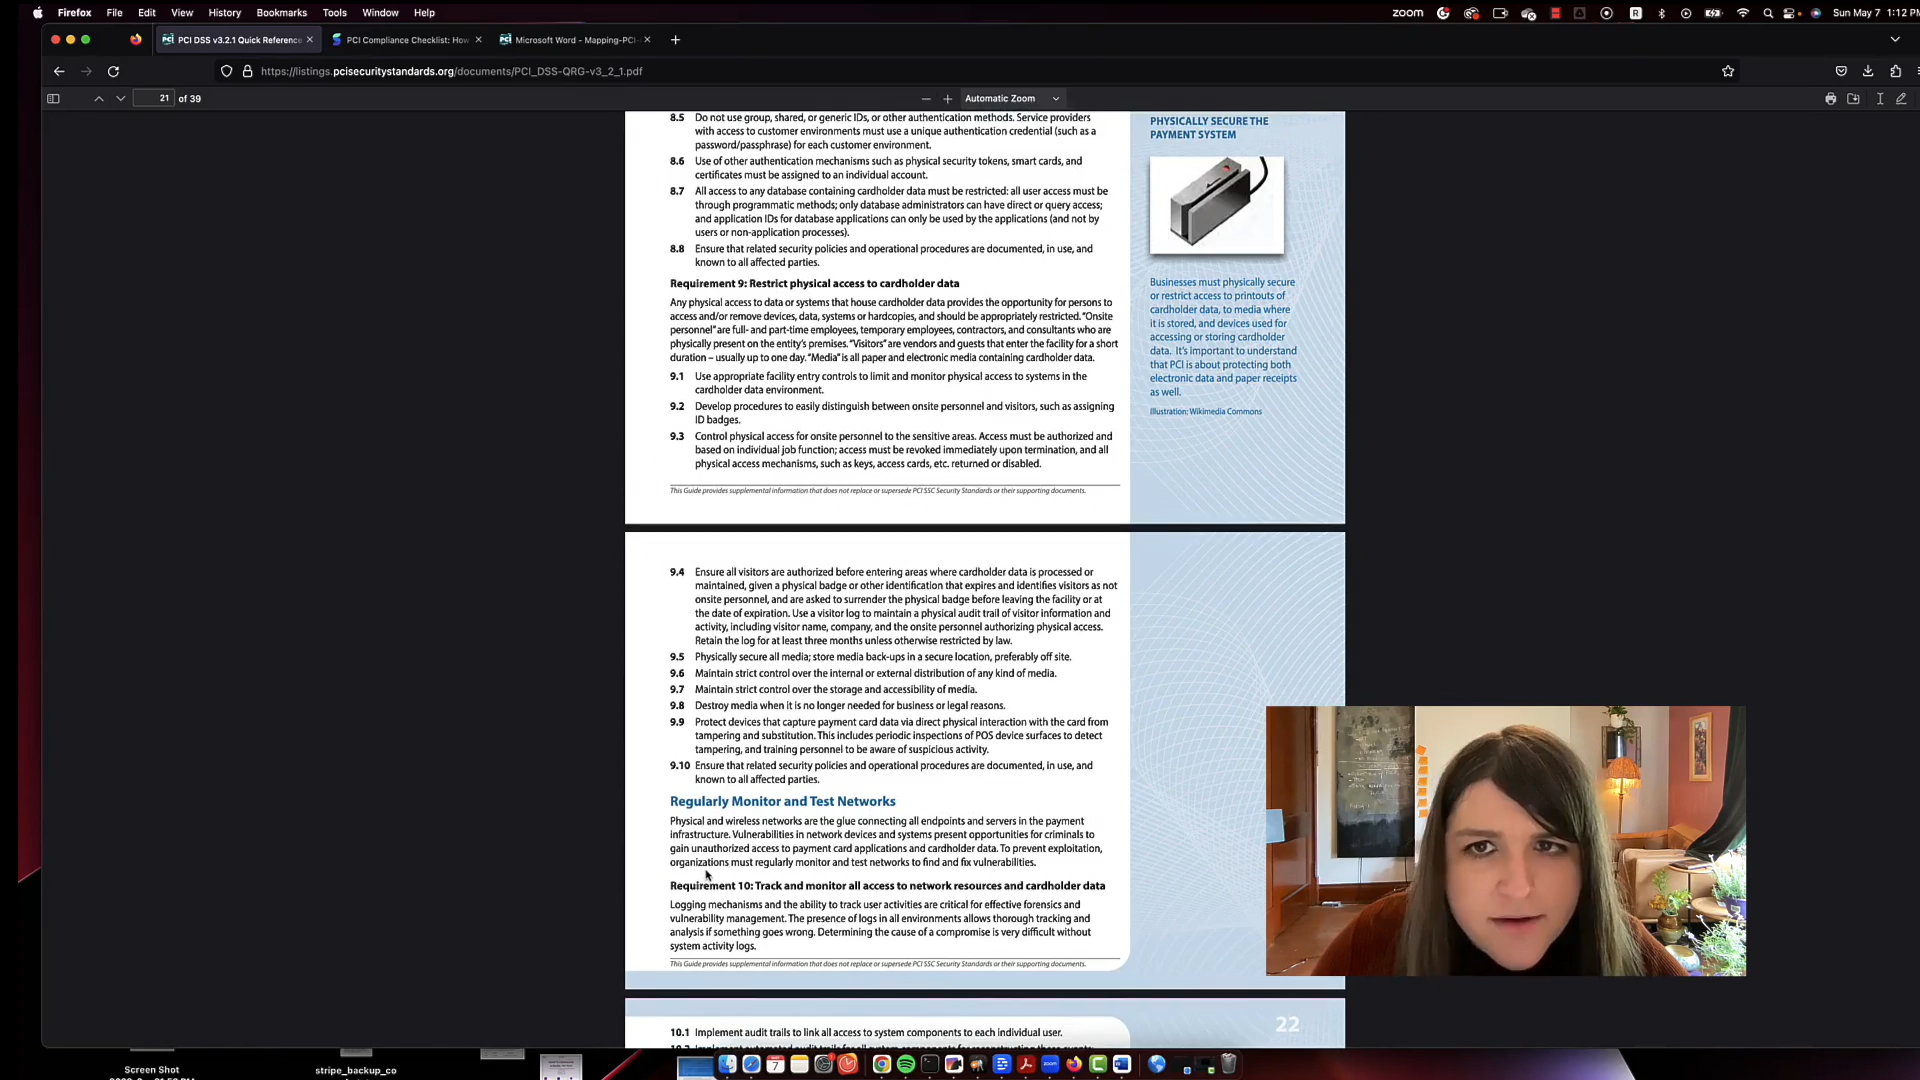 Firefox File Edit View History Bookmarks Tools Window Help
zoom
Sun May 7 1:12 PM
PCI DSS v3.2.1 Quick Reference
PCI Compliance Checklist: How
Microsoft Word - Mapping-PCI-
https://listings.pcisecuritystandards.org/documents/PCI_DSS-QRG-v3_2_1.pdf
21 of 39
Automatic Zoom
8.5 Do not use group, shared, or generic IDs, or other authentication methods. Service providers
with access to customer environments must use a unique authentication credential (such as a
password/passphrase) for each customer environment.
8.6 Use of other authentication mechanisms such as physical security tokens, smart cards, and
certificates must be assigned to an individual account.
8.7 All access to any database containing cardholder data must be restricted: all user access must be
through programmatic methods; only database administrators can have direct or query access;
and application IDs for database applications can only be used by the applications (and not by
users or non-application processes).
8.8 Ensure that related security policies and operational procedures are documented, in use, and
known to all affected parties.
Requirement 9: Restrict physical access to cardholder data
Any physical access to data or systems that house cardholder data provides the opportunity for persons to
access and/or remove devices, data, systems or hardcopies, and should be appropriately restricted. “Onsite
personnel” are full- and part-time employees, temporary employees, contractors, and consultants who are
physically present on the entity’s premises. “Visitors” are vendors and guests that enter the facility for a short
duration – usually up to one day. “Media” is all paper and electronic media containing cardholder data.
9.1 Use appropriate facility entry controls to limit and monitor physical access to systems in the
cardholder data environment.
9.2 Develop procedures to easily distinguish between onsite personnel and visitors, such as assigning
ID badges.
9.3 Control physical access for onsite personnel to the sensitive areas. Access must be authorized and
based on individual job function; access must be revoked immediately upon termination, and all
physical access mechanisms, such as keys, access cards, etc. returned or disabled.
This Guide provides supplemental information that does not replace or supersede PCI SSC Security Standards or their supporting documents.
PHYSICALLY SECURE THE
PAYMENT SYSTEM
Businesses must physically secure
or restrict access to printouts of
cardholder data, to media where
it is stored, and devices used for
accessing or storing cardholder
data. It’s important to understand
that PCI is about protecting both
electronic data and paper receipts
as well.
Illustration: Wikimedia Commons
9.4 Ensure all visitors are authorized before entering areas where cardholder data is processed or
maintained, given a physical badge or other identification that expires and identifies visitors as not
onsite personnel, and are asked to surrender the physical badge before leaving the facility or at
the date of expiration. Use a visitor log to maintain a physical audit trail of visitor information and
activity, including visitor name, company, and the onsite personnel authorizing physical access.
Retain the log for at least three months unless otherwise restricted by law.
9.5 Physically secure all media; store media back-ups in a secure location, preferably off site.
9.6 Maintain strict control over the internal or external distribution of any kind of media.
9.7 Maintain strict control over the storage and accessibility of media.
9.8 Destroy media when it is no longer needed for business or legal reasons.
9.9 Protect devices that capture payment card data via direct physical interaction with the card from
tampering and substitution. This includes periodic inspections of POS device surfaces to detect
tampering, and training personnel to be aware of suspicious activity.
9.10 Ensure that related security policies and operational procedures are documented, in use, and
known to all affected parties.
Regularly Monitor and Test Networks
Physical and wireless networks are the glue connecting all endpoints and servers in the payment
infrastructure. Vulnerabilities in network devices and systems present opportunities for criminals to
gain unauthorized access to payment card applications and cardholder data. To prevent exploitation,
organizations must regularly monitor and test networks to find and fix vulnerabilities.
Requirement 10: Track and monitor all access to network resources and cardholder data
Logging mechanisms and the ability to track user activities are critical for effective forensics and
vulnerability management. The presence of logs in all environments allows thorough tracking and
analysis if something goes wrong. Determining the cause of a compromise is very difficult without
system activity logs.
This Guide provides supplemental information that does not replace or supersede PCI SSC Security Standards or their supporting documents.
22
10.1 Implement audit trails to link all access to system components to each individual user.
Screen Shot
stripe_backup_co